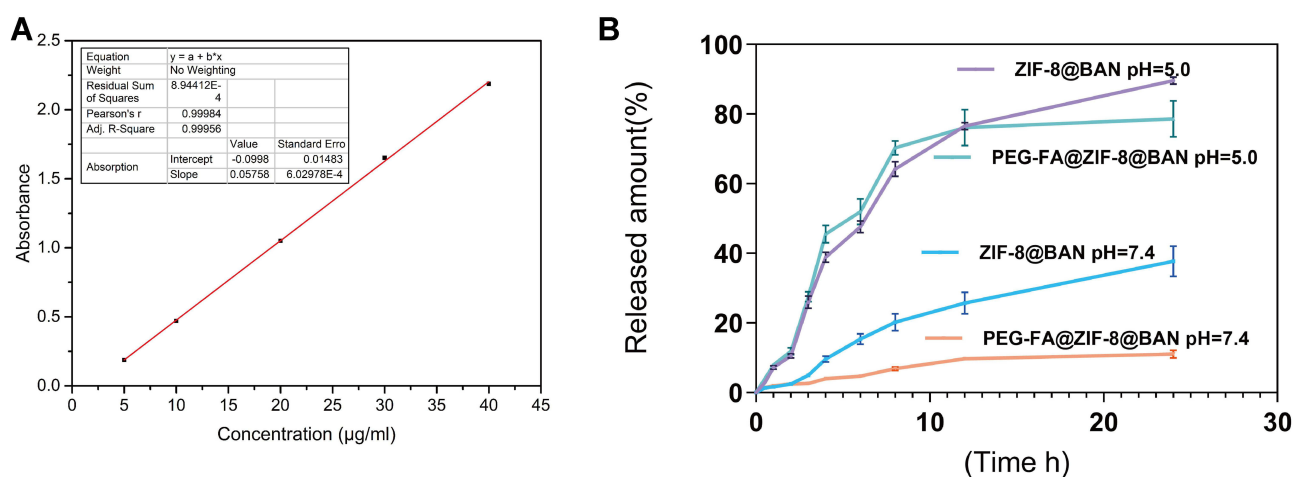 A
2.5
2.0
1.5
1.0
0.5
0.0
Absorbance
0 5 10 15 20 25 30 35 40 45
Concentration (µg/ml)
Equation y = a + b*x
Weight No Weighting
Residual Sum of Squares 8.94412E-4
Pearson's r 0.99984
Adj. R-Square 0.99956
Value Standard Erro
Absorption Intercept -0.0998 0.01483
Slope 0.05758 6.02978E-4
B
100
80
60
40
20
0
Released amount(%)
0 10 20 30
(Time h)
ZIF-8@BAN pH=5.0
PEG-FA@ZIF-8@BAN pH=5.0
ZIF-8@BAN pH=7.4
PEG-FA@ZIF-8@BAN pH=7.4